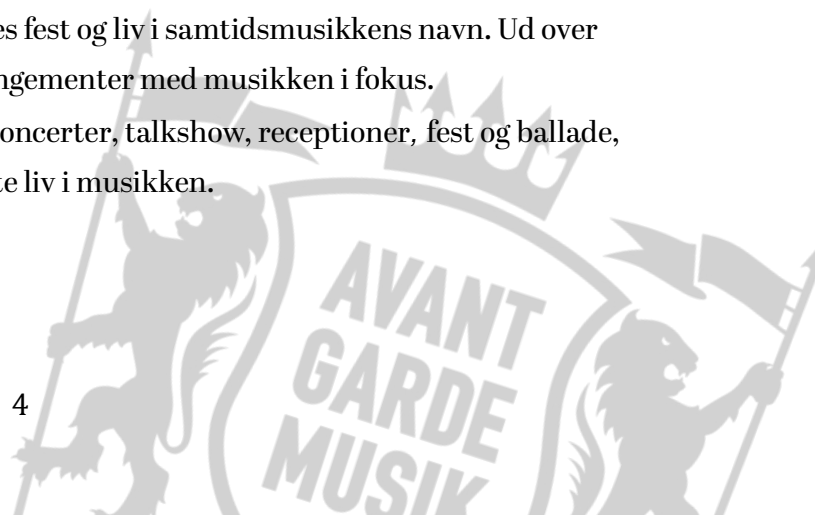 es fest og liv i samtidsmusikkens navn. Ud over
ngementer med musikken i fokus.
oncerter, talkshow, receptioner, fest og ballade,
te liv i musikken.
AVANT
GARDE
MUSIK
4